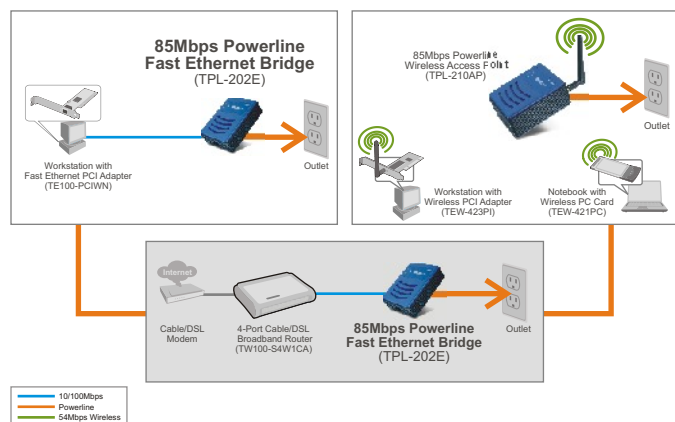 85Mbps Powerline
Fast Ethernet Bridge
(TPL-202E)
Workstation with
Fast Ethernet PCI Adapter
(TE100-PCIWN)
Outlet
85Mbps Powerline
Wireless Access Point
(TPL-210AP)
Outlet
Workstation with
Wireless PCI Adapter
(TEW-423PI)
Notebook with
Wireless PC Card
(TEW-421PC)
Internet
Cable/DSL
Modem
4-Port Cable/DSL
Broadband Router
(TW100-S4W1CA)
85Mbps Powerline
Fast Ethernet Bridge
(TPL-202E)
Outlet
10/100Mbps
Powerline
54Mbps Wireless